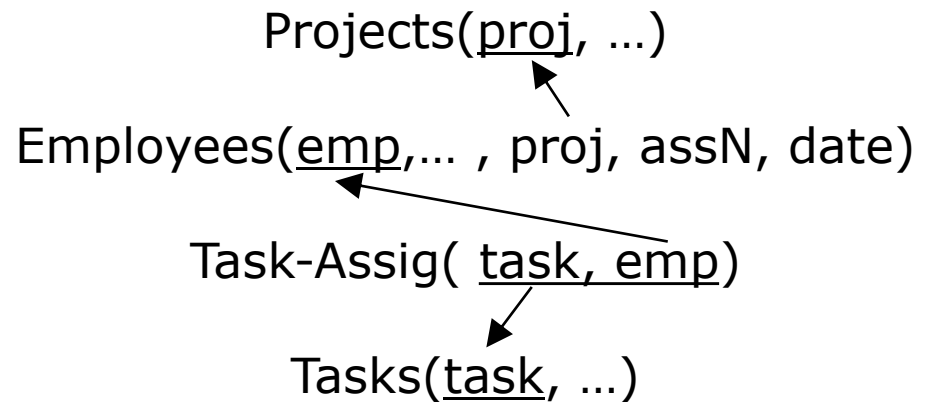 Projects(proj, …)
Employees(emp,… , proj, assN, date)
Task-Assig( task, emp)
Tasks(task, …)